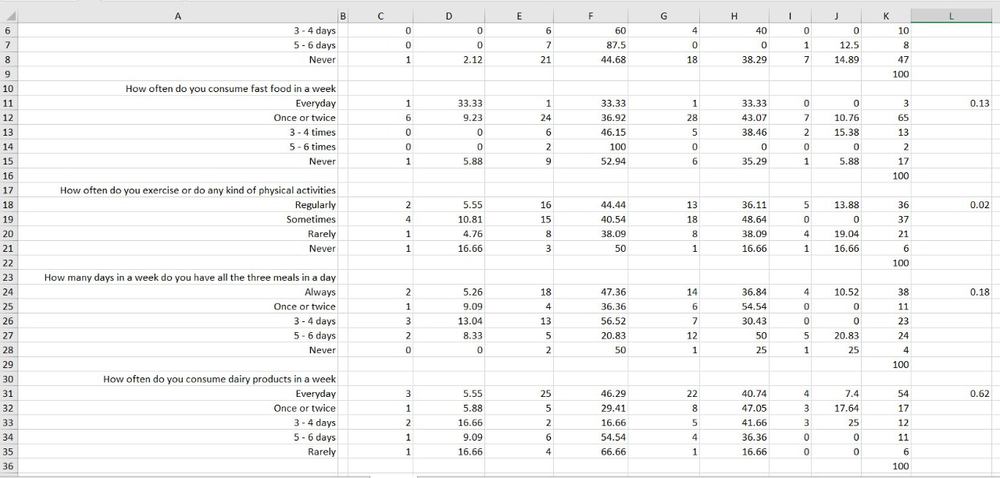 A B C D E F G H I J K L
6 3 - 4 days 0 0 6 60 4 40 0 0 10
7 5 - 6 days 0 0 7 87.5 0 0 1 12.5 8
8 Never 1 2.12 21 44.68 18 38.29 7 14.89 47
9 100
10 How often do you consume fast food in a week
11 Everyday 1 33.33 1 33.33 1 33.33 0 0 3 0.13
12 Once or twice 6 9.23 24 36.92 28 43.07 7 10.76 65
13 3 - 4 times 0 0 6 46.15 5 38.46 2 15.38 13
14 5 - 6 times 0 0 2 100 0 0 0 0 2
15 Never 1 5.88 9 52.94 6 35.29 1 5.88 17
16 100
17 How often do you exercise or do any kind of physical activities
18 Regularly 2 5.55 16 44.44 13 36.11 5 13.88 36 0.02
19 Sometimes 4 10.81 15 40.54 18 48.64 0 0 37
20 Rarely 1 4.76 8 38.09 8 38.09 4 19.04 21
21 Never 1 16.66 3 50 1 16.66 1 16.66 6
22 100
23 How many days in a week do you have all the three meals in a day
24 Always 2 5.26 18 47.36 14 36.84 4 10.52 38 0.18
25 Once or twice 1 9.09 4 36.36 6 54.54 0 0 11
26 3 - 4 days 3 13.04 13 56.52 7 30.43 0 0 23
27 5 - 6 days 2 8.33 5 20.83 12 50 5 20.83 24
28 Never 0 0 2 50 1 25 1 25 4
29 100
30 How often do you consume dairy products in a week
31 Everyday 3 5.55 25 46.29 22 40.74 4 7.4 54 0.62
32 Once or twice 1 5.88 5 29.41 8 47.05 3 17.64 17
33 3 - 4 days 2 16.66 2 16.66 5 41.66 3 25 12
34 5 - 6 days 1 9.09 6 54.54 4 36.36 0 0 11
35 Rarely 1 16.66 4 66.66 1 16.66 0 0 6
36 100